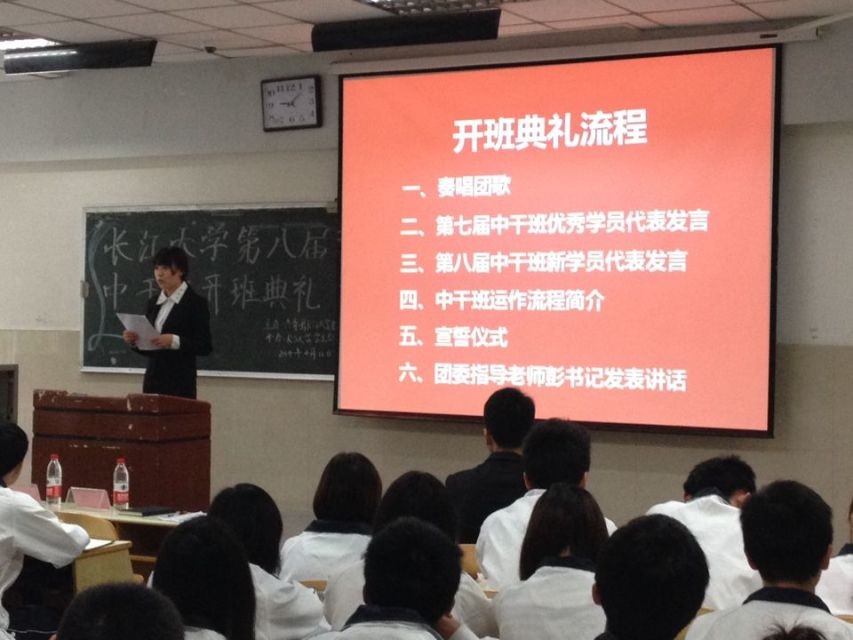 开班典礼流程
一、奏唱团歌
二、第七届中干班优秀学员代表发言
三、第八届中干班新学员代表发言
四、中干班运作流程简介
五、宣誓仪式
六、团委指导老师彭书记发表讲话
长江大学第八届
中干 开班典礼